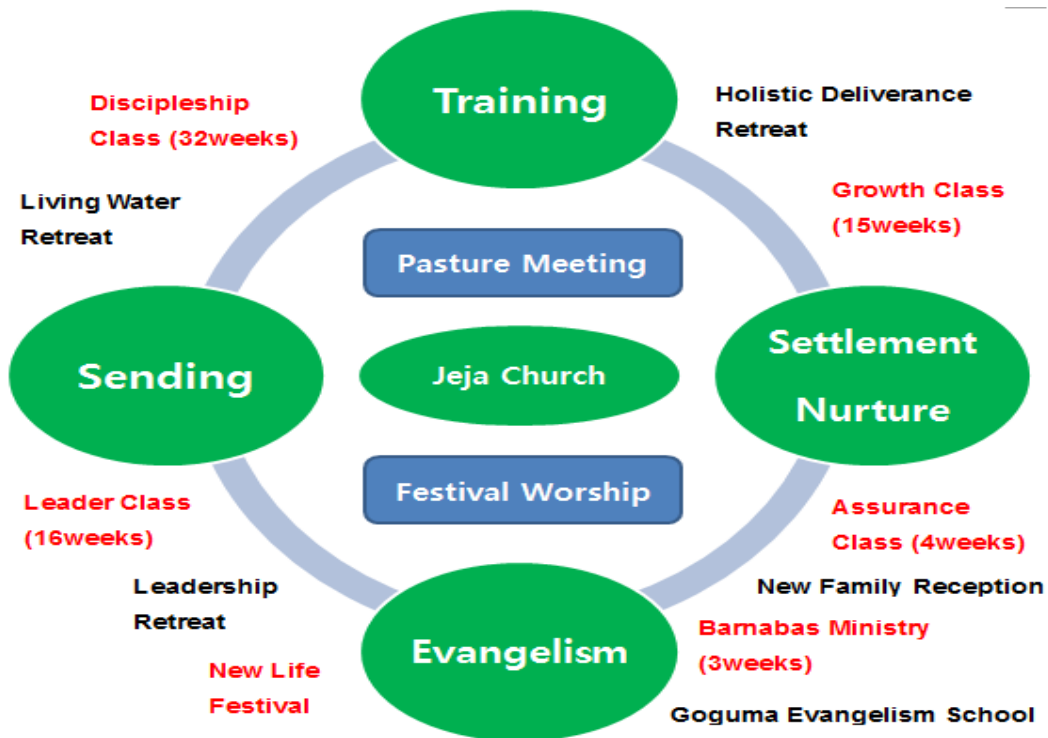 Training
Discipleship
Class (32weeks)
Holistic Deliverance
Retreat
Living Water
Retreat
Growth Class
(15weeks)
Pasture Meeting
Sending
Jeja Church
Settlement
Nurture
Festival Worship
Leader Class
(16weeks)
Assurance
Class (4weeks)
Leadership
Retreat
New Family Reception
Evangelism
Barnabas Ministry
(3weeks)
New Life
Festival
Goguma Evangelism School